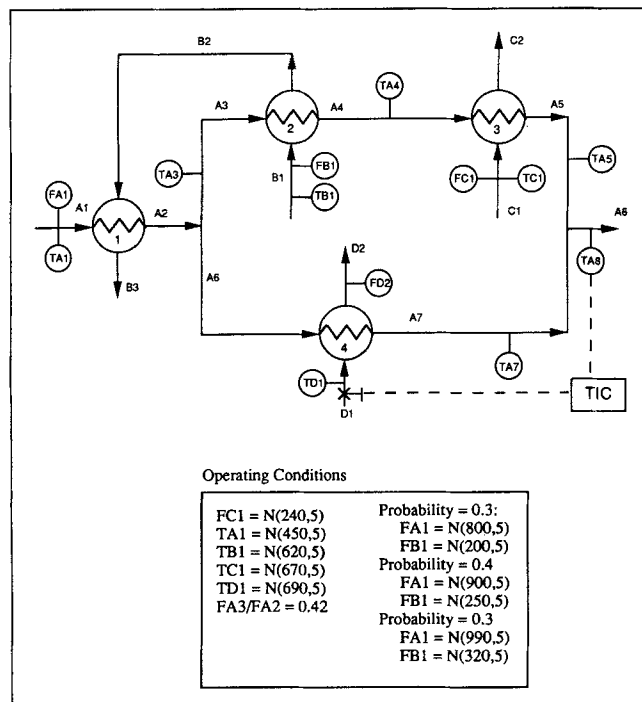 B2
C2
TA4
A3
A4
A5
2
3
FB1
B1
TB1
TA3
FC1
TC1
C1
TA5
FA1
A1
A2
A6
TA8
1
TA1
D2
B3
A6
FD2
A7
4
TD1
TA7
D1
TIC
Operating Conditions
FC1 = N(240,5)
TA1 = N(450,5)
TB1 = N(620,5)
TC1 = N(670,5)
TD1 = N(690,5)
FA3/FA2 = 0.42
Probability = 0.3:
FA1 = N(800,5)
FB1 = N(200,5)
Probability = 0.4
FA1 = N(900,5)
FB1 = N(250,5)
Probability = 0.3
FA1 = N(990,5)
FB1 = N(320,5)